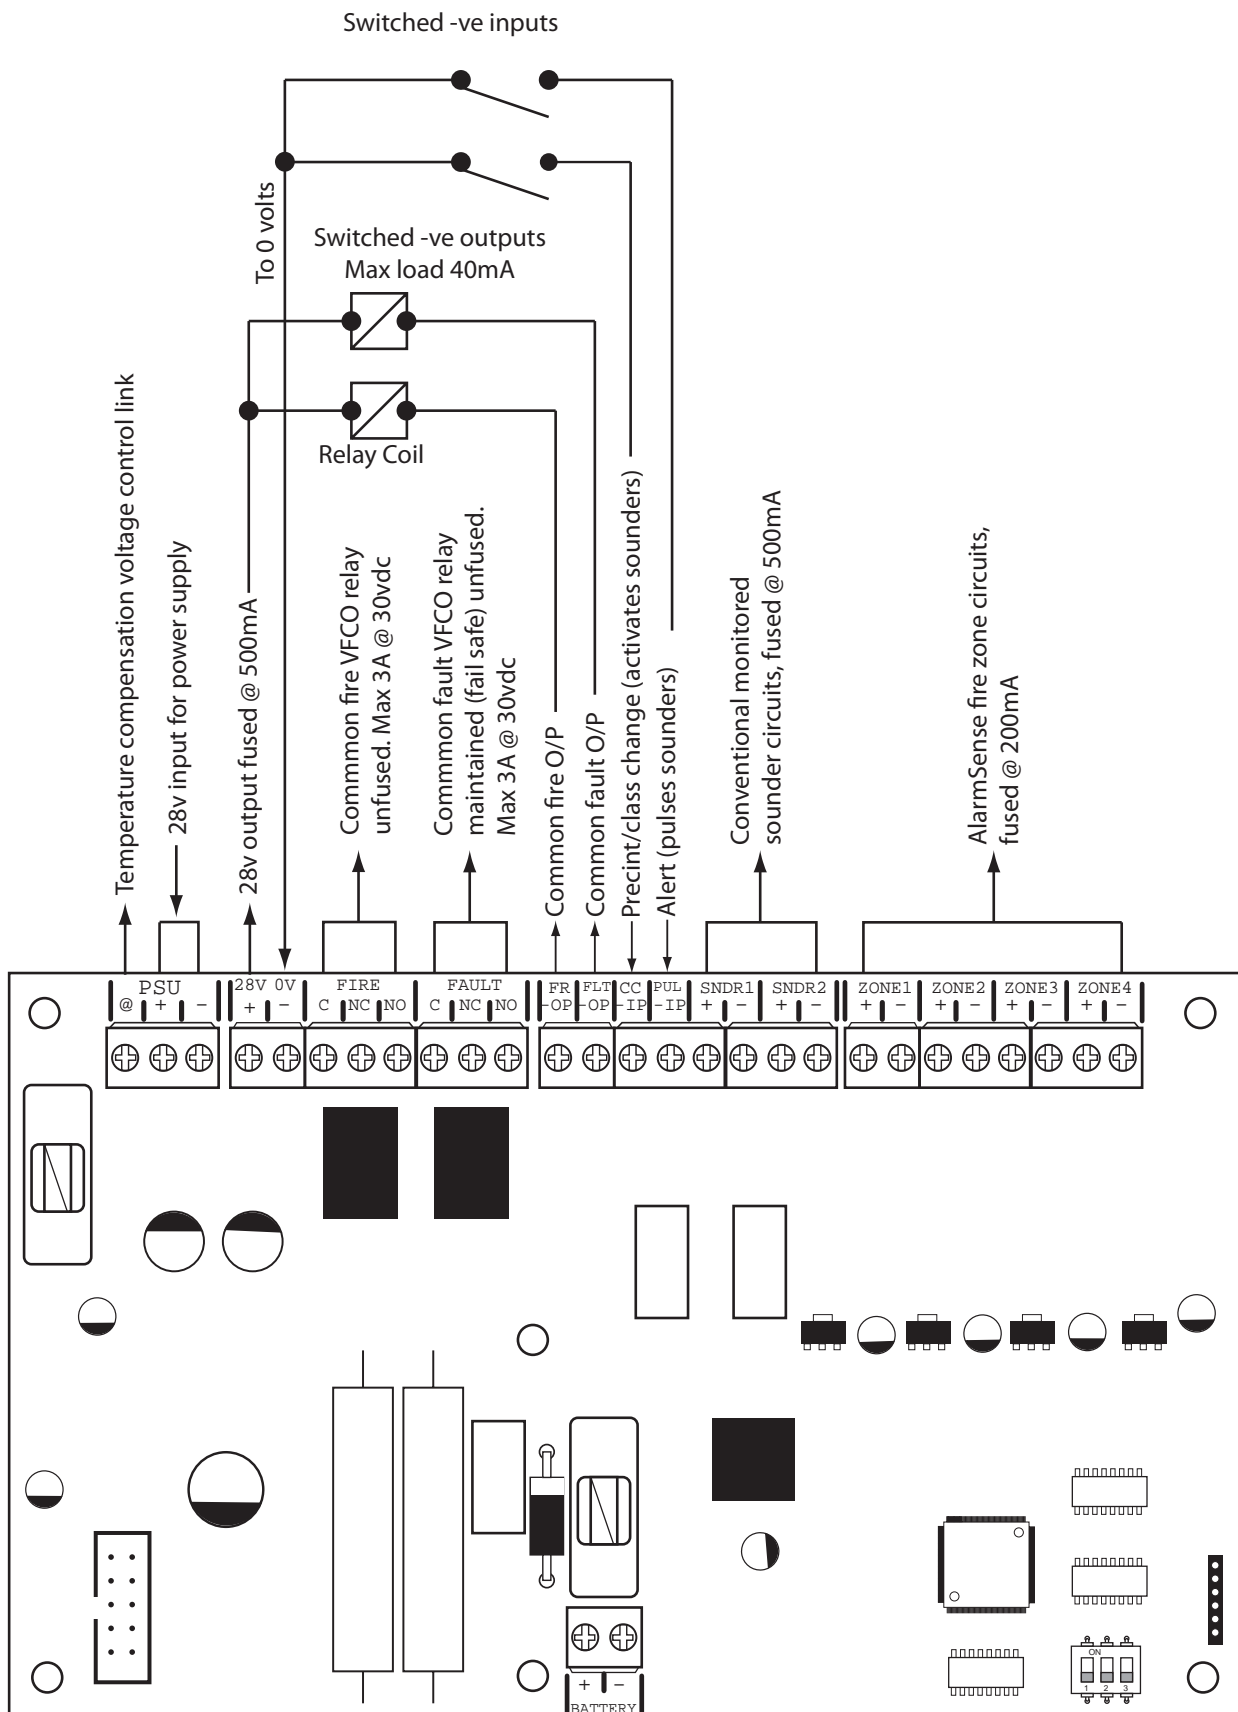 Switched -ve inputs
To 0 volts
Switched -ve outputs
Max load 40mA
Relay Coil
Temperature compensation voltage control link
28v input for power supply
28v output fused @ 500mA
Commmon fire VFCO relay
unfused. Max 3A @ 30vdc
Commmon fault VFCO relay
maintained (fail safe) unfused.
Max 3A @ 30vdc
Common fire O/P
Common fault O/P
Precint/class change (activates sounders)
Alert (pulses sounders)
Conventional monitored
sounder circuits, fused @ 500mA
AlarmSense fire zone circuits,
fused @ 200mA
PSU 28V 0V FIRE FAULT FR FLT CC PUL SNDR1 SNDR2 ZONE1 ZONE2 ZONE3 ZONE4
@ + - + - C NC NO C NC NO -OP -OP -IP -IP + - + - + - + - + - + -
ON
1 2 3
+ -
BATTERY